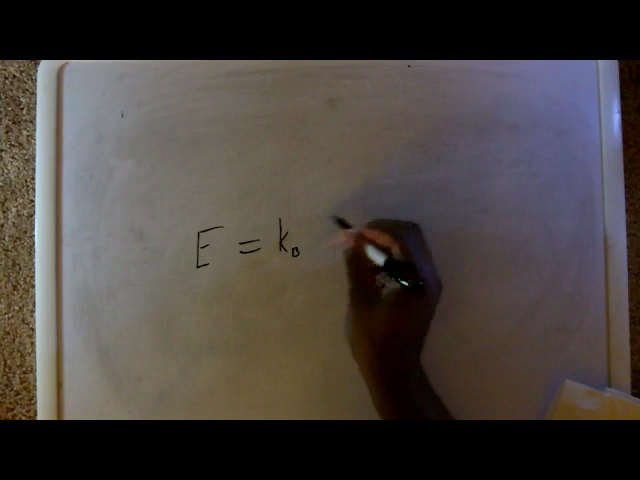 E = k₀